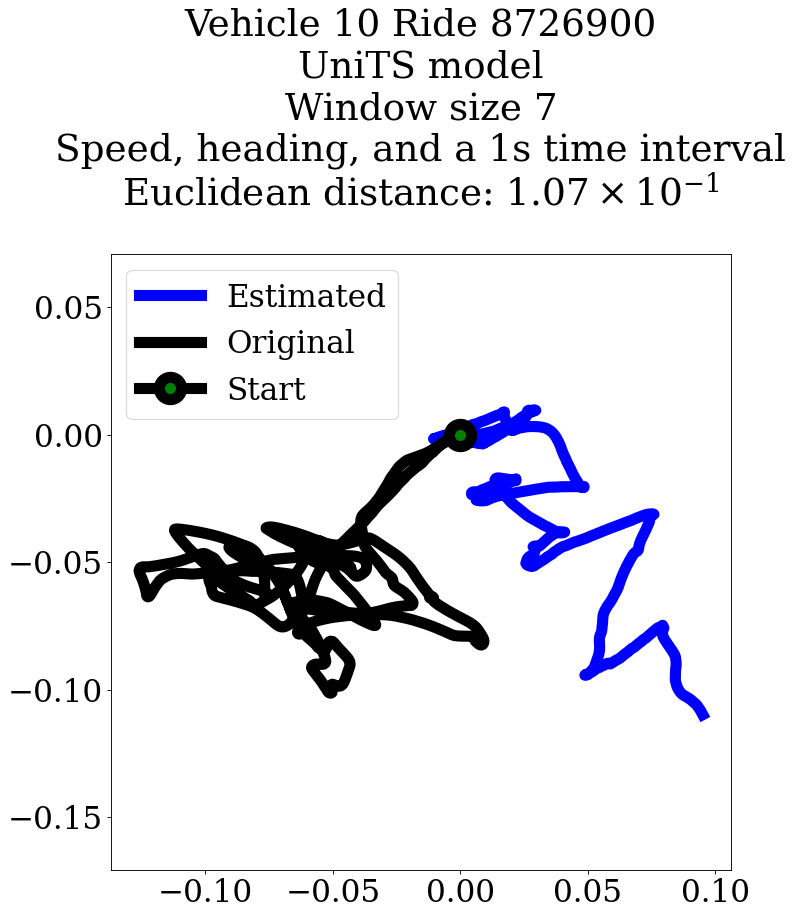 Vehicle 10 Ride 8726900
UniTS model
Window size 7
Speed, heading, and a 1s time interval
Euclidean distance: 1.07 × 10⁻¹
Estimated
Original
Start
0.05
0.00
−0.05
−0.10
−0.15
−0.10 −0.05 0.00 0.05 0.10